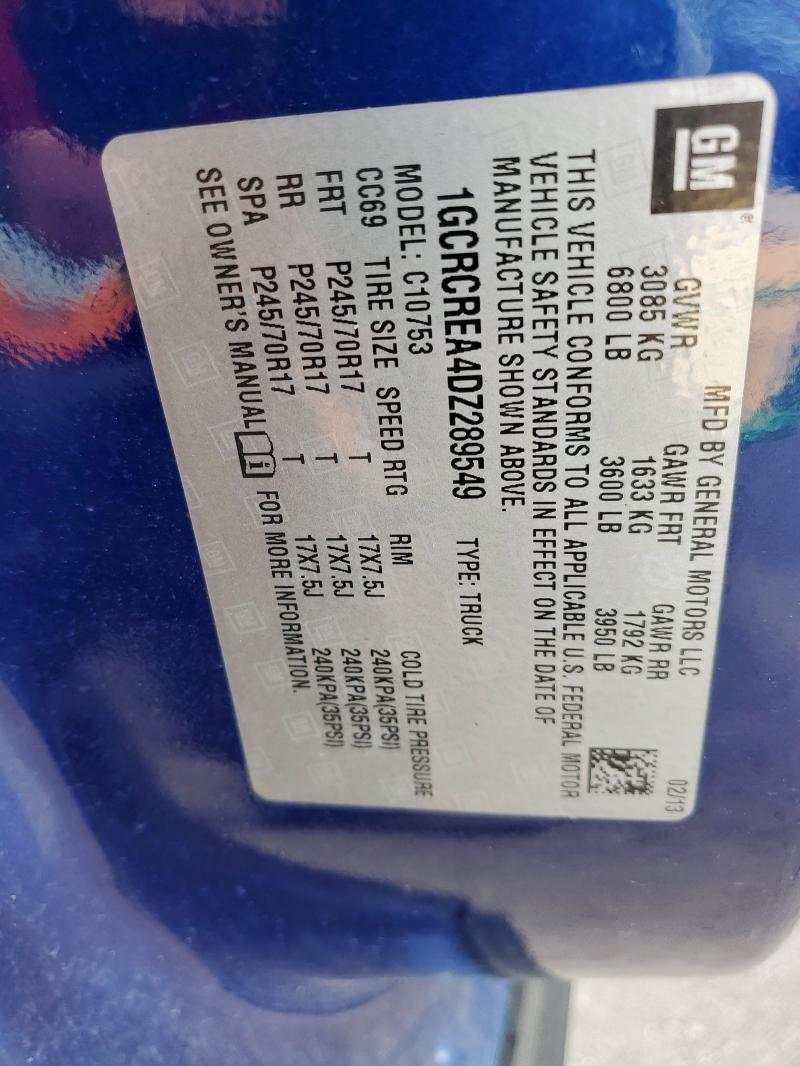 GM
MFD BY GENERAL MOTORS LLC 02/13
GVWR GAWR FRT GAWR RR
3085 KG 1633 KG 1792 KG
6800 LB 3600 LB 3950 LB
THIS VEHICLE CONFORMS TO ALL APPLICABLE U.S. FEDERAL MOTOR
VEHICLE SAFETY STANDARDS IN EFFECT ON THE DATE OF
MANUFACTURE SHOWN ABOVE.
1GCRCREA4DZ289549 TYPE: TRUCK
MODEL: C10753
CC69 TIRE SIZE SPEED RTG RIM COLD TIRE PRESSURE
FRT P245/70R17 T 17X7.5J 240KPA(35PSI)
RR P245/70R17 T 17X7.5J 240KPA(35PSI)
SPA P245/70R17 T 17X7.5J 240KPA(35PSI)
SEE OWNER'S MANUAL FOR MORE INFORMATION.